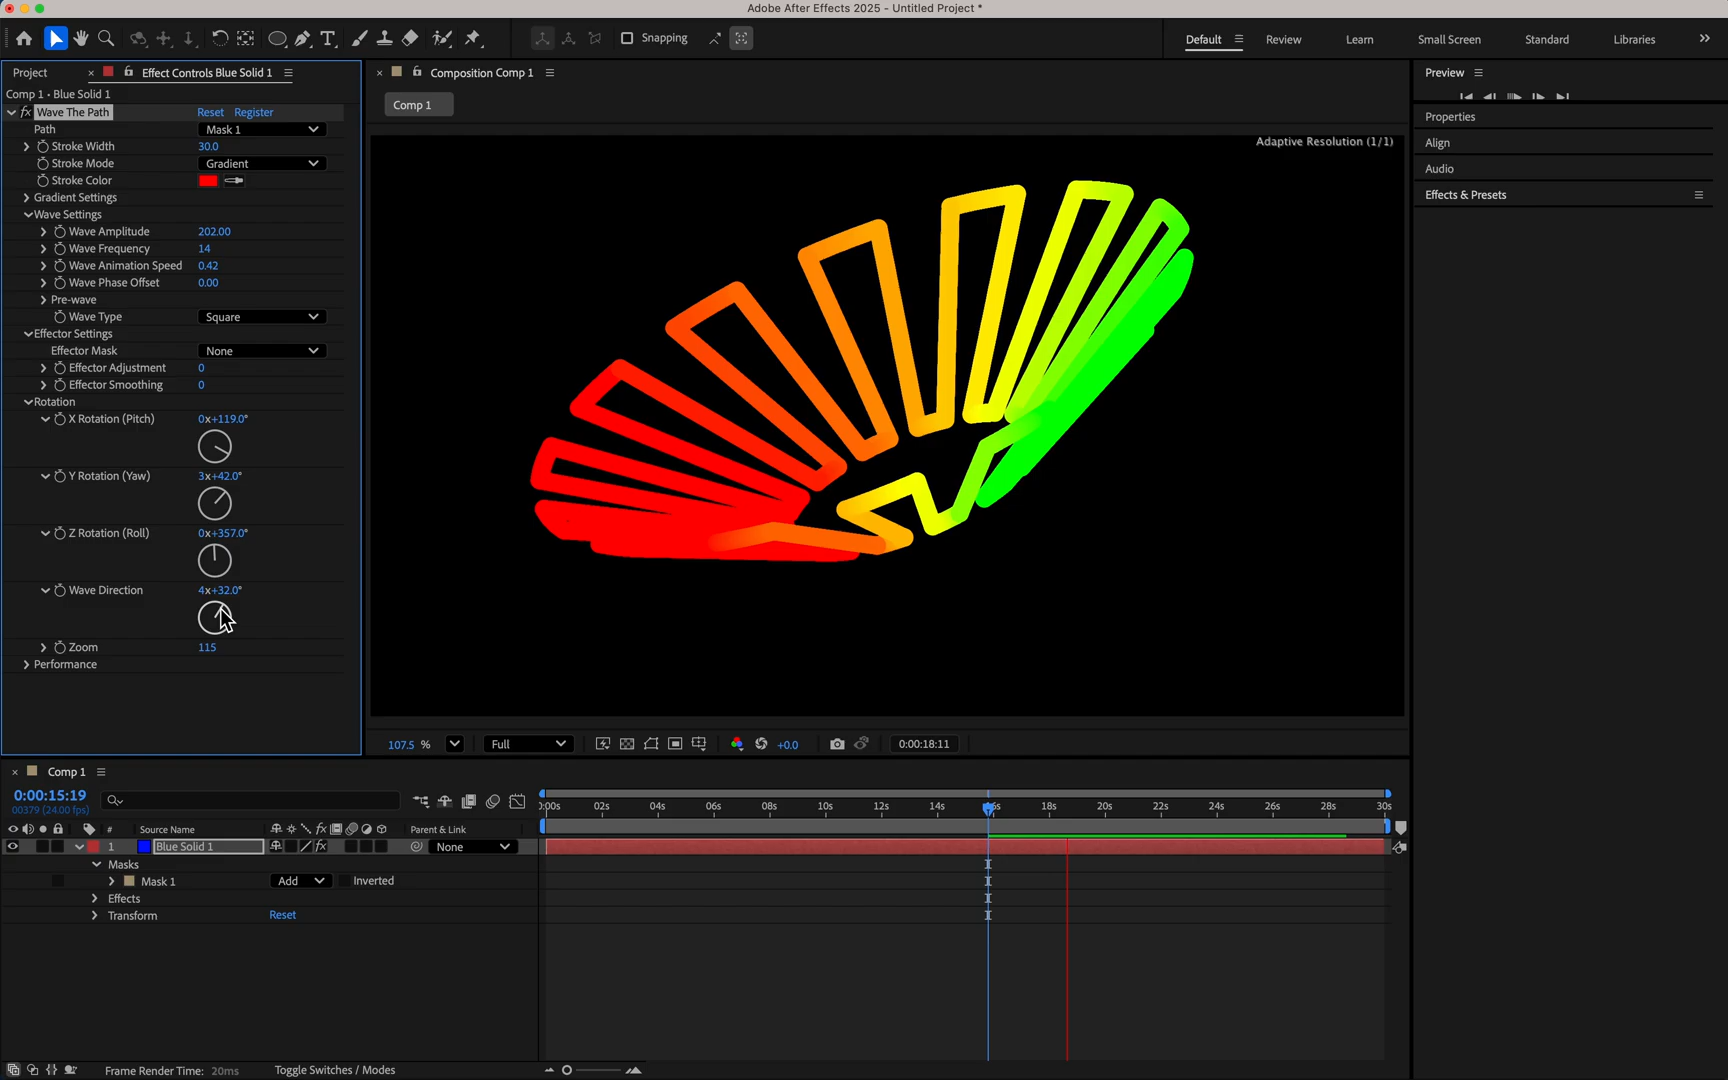 Adobe After Effects 2025 - Untitled Project *
Snapping
Default
Review
Learn
Small Screen
Standard
Libraries
Project
Effect Controls Blue Solid 1
Comp 1 • Blue Solid 1
fx Wave The Path Reset Register
Path Mask 1
Stroke Width 30.0
Stroke Mode Gradient
Stroke Color
Gradient Settings
Wave Settings
Wave Amplitude 202.00
Wave Frequency 14
Wave Animation Speed 0.42
Wave Phase Offset 0.00
Pre-wave
Wave Type Square
Effector Settings
Effector Mask None
Effector Adjustment 0
Effector Smoothing 0
Rotation
X Rotation (Pitch) 0x+119.0°
Y Rotation (Yaw) 3x+42.0°
Z Rotation (Roll) 0x+357.0°
Wave Direction 4x+32.0°
Zoom 115
Performance
Composition Comp 1
Comp 1
Adaptive Resolution (1/1)
107.5 %
Full
+0.0
0:00:18:11
Preview
Properties
Align
Audio
Effects & Presets
Comp 1
0:00:15:19
00379 (24.00 fps)
# Source Name fx Parent & Link
1 Blue Solid 1 fx None
Masks
Mask 1 Add Inverted
Effects
Transform Reset
:00s 02s 04s 06s 08s 10s 12s 14s 18s 20s 22s 24s 26s 28s 30s
Frame Render Time: 20ms
Toggle Switches / Modes